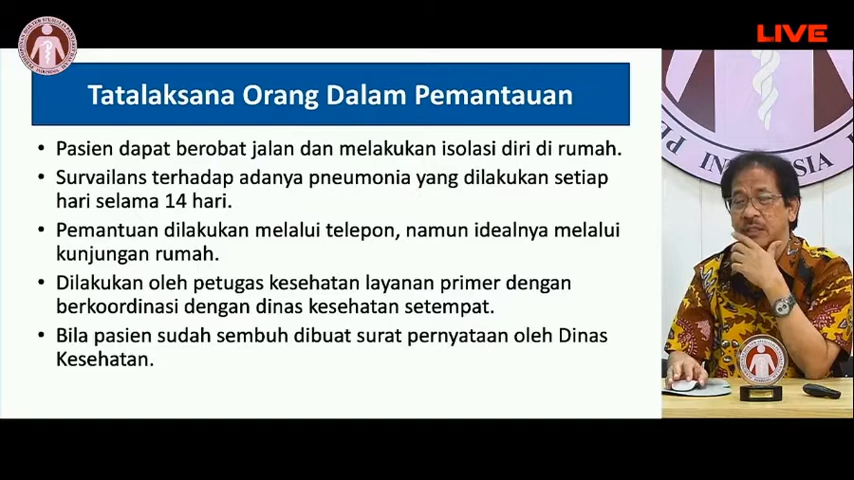 LIVE
Tatalaksana Orang Dalam Pemantauan
• Pasien dapat berobat jalan dan melakukan isolasi diri di rumah.
• Survailans terhadap adanya pneumonia yang dilakukan setiap
hari selama 14 hari.
• Pemantuan dilakukan melalui telepon, namun idealnya melalui
kunjungan rumah.
• Dilakukan oleh petugas kesehatan layanan primer dengan
berkoordinasi dengan dinas kesehatan setempat.
• Bila pasien sudah sembuh dibuat surat pernyataan oleh Dinas
Kesehatan.